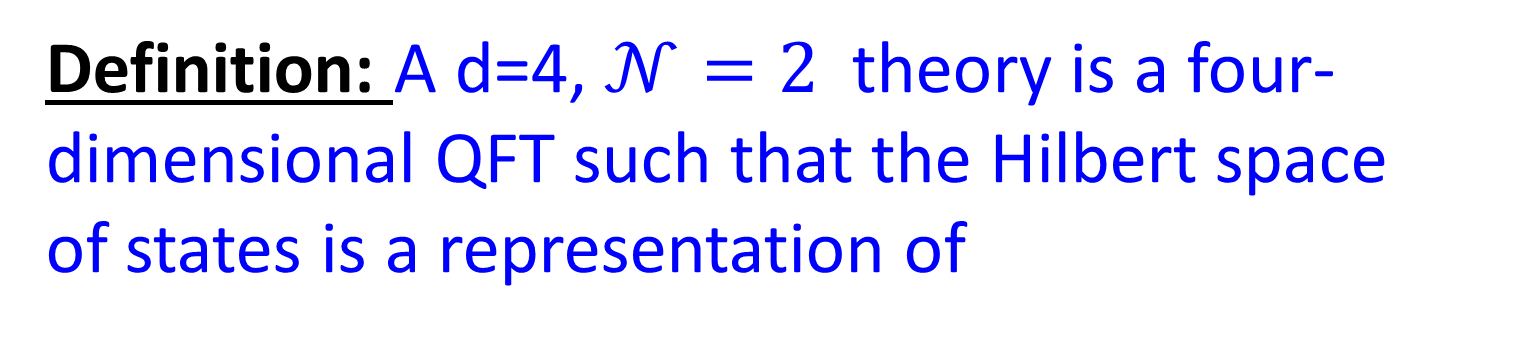 Definition: A d=4, 𝒩 = 2 theory is a four-
dimensional QFT such that the Hilbert space
of states is a representation of